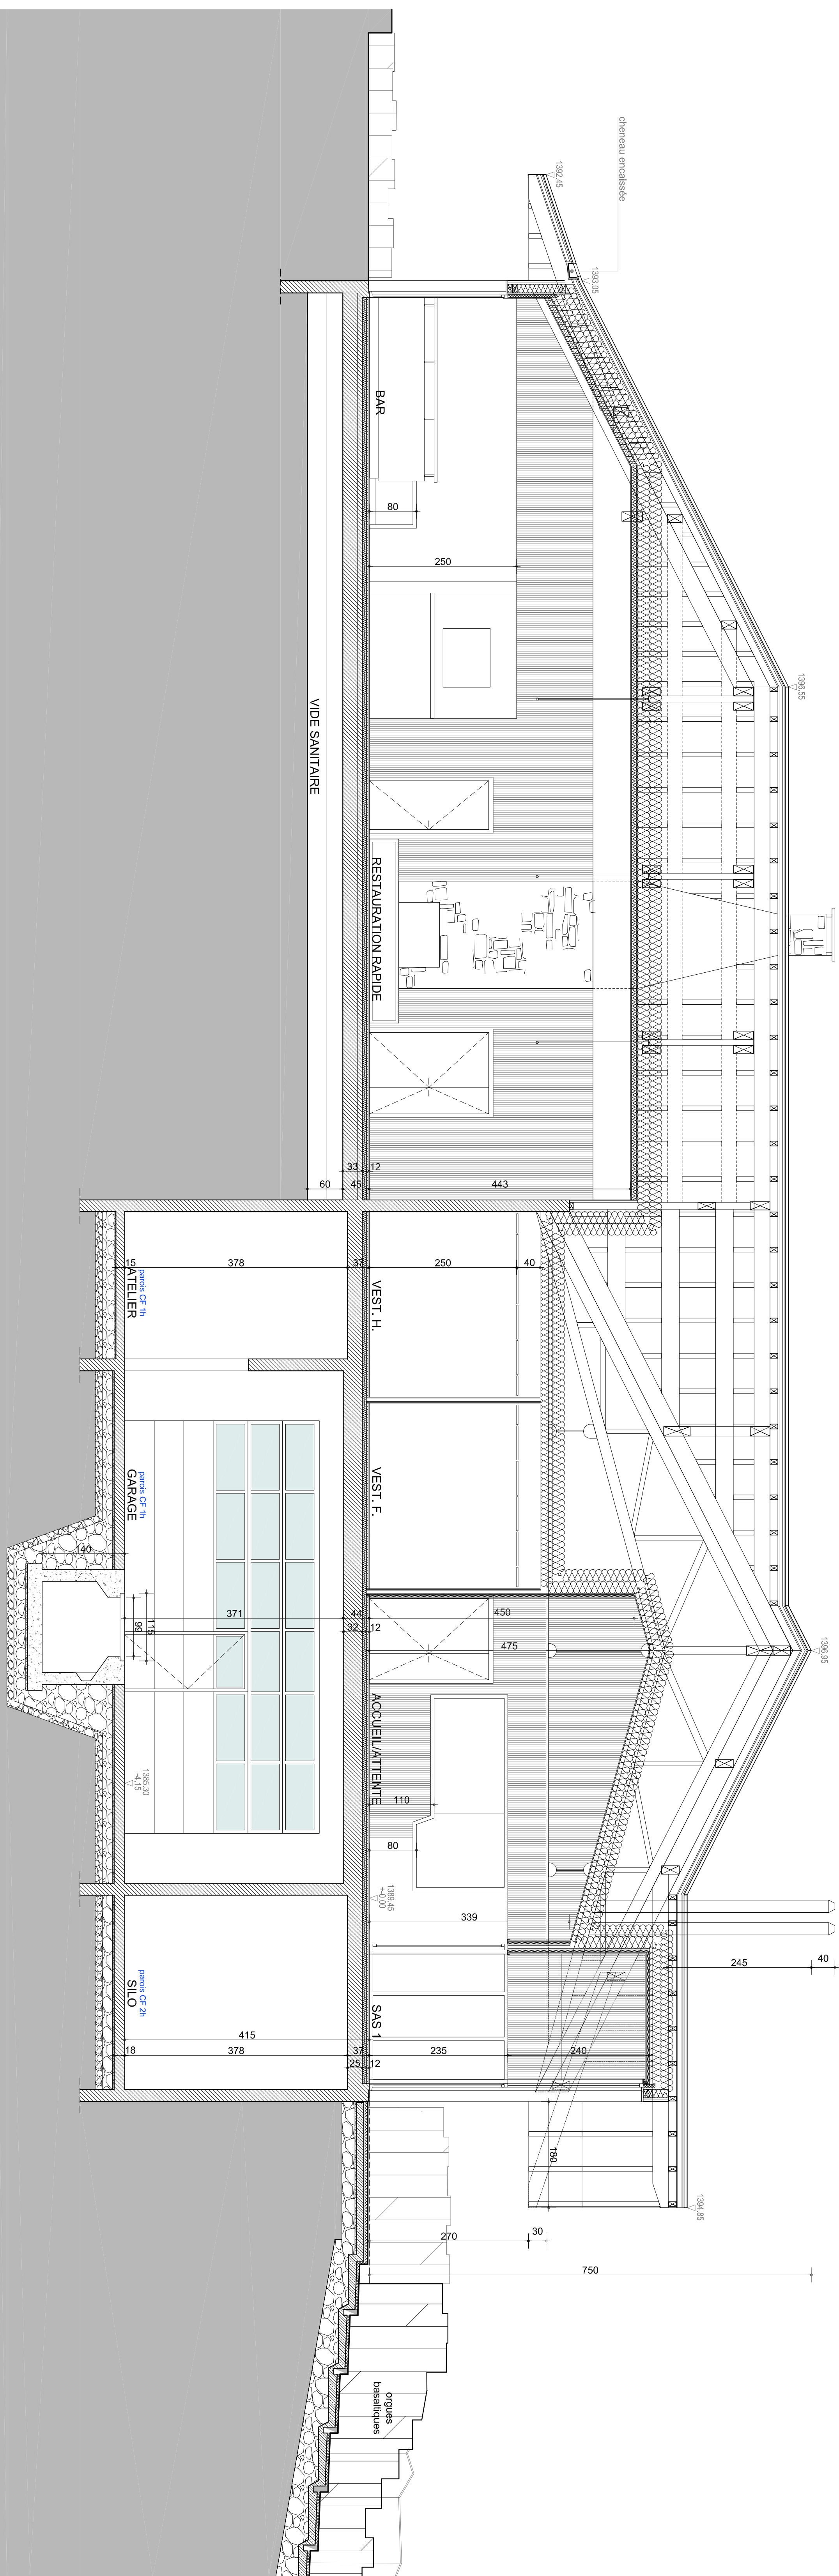 cheneau encaissée
1392.45
1393.05
1396.55
1396.95
1394.85
BAR
80
250
VIDE SANITAIRE
RESTAURATION RAPIDE
12
33
60
45
443
15
378
37
250
40
parois CF 1h
ATELIER
VEST. H.
VEST. F.
parois CF 1h
GARAGE
140
99
115
371
44
32
12
450
475
ACCUEIL/ATTENTE
110
80
1385.30
-4.15
1389.45
+-0.00
339
245
40
parois CF 2h
SILO
SAS 1
415
18
378
37
235
240
25
12
180
270
30
750
orgues
basaltiques